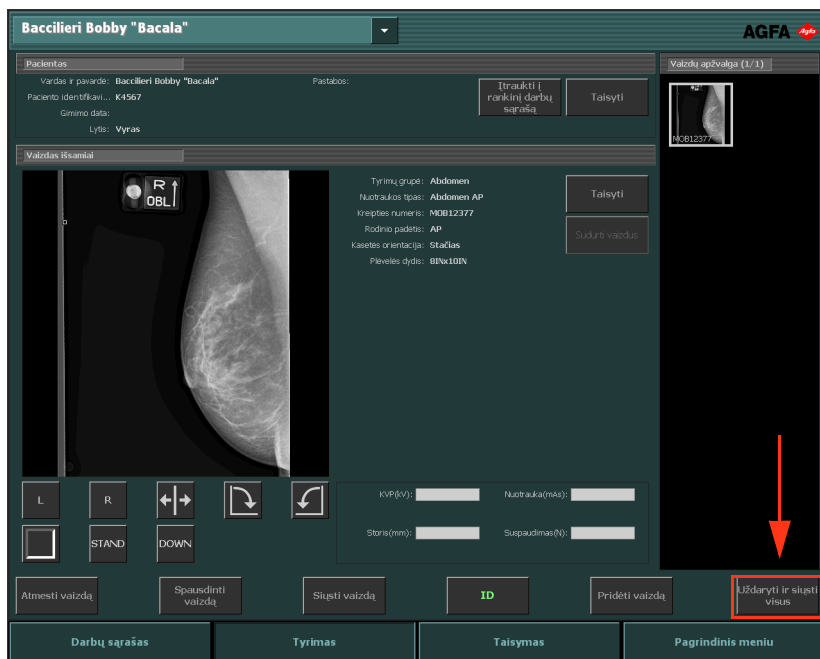 Baccilieri Bobby "Bacala"
AGFA
Agfa
Pacientas
Vardas ir pavardė: Baccilieri Bobby "Bacala"
Pastabos:
Paciento identifikavi... K4567
Gimimo data:
Lytis: Vyras
Įtraukti į
rankinį darbų
sąrašą
Taisyti
Vaizdų apžvalga (1/1)
MOB12377
Vaizdas išsamiai
R
OBL
Tyrimų grupė: Abdomen
Nuotraukos tipas: Abdomen AP
Kreipties numeris: MOB12377
Rodinio padėtis: AP
Kasetės orientacija: Stačias
Plėvelės dydis: 8INx10IN
Taisyti
Sudurti vaizdus
L
R
STAND
DOWN
KVP(kV):
Nuotrauka(mAs):
Storis(mm):
Suspaudimas(N):
Atmesti vaizdą
Spausdinti
vaizdą
Siųsti vaizdą
ID
Pridėti vaizdą
Uždaryti ir siųsti
visus
Darbų sąrašas
Tyrimas
Taisymas
Pagrindinis meniu